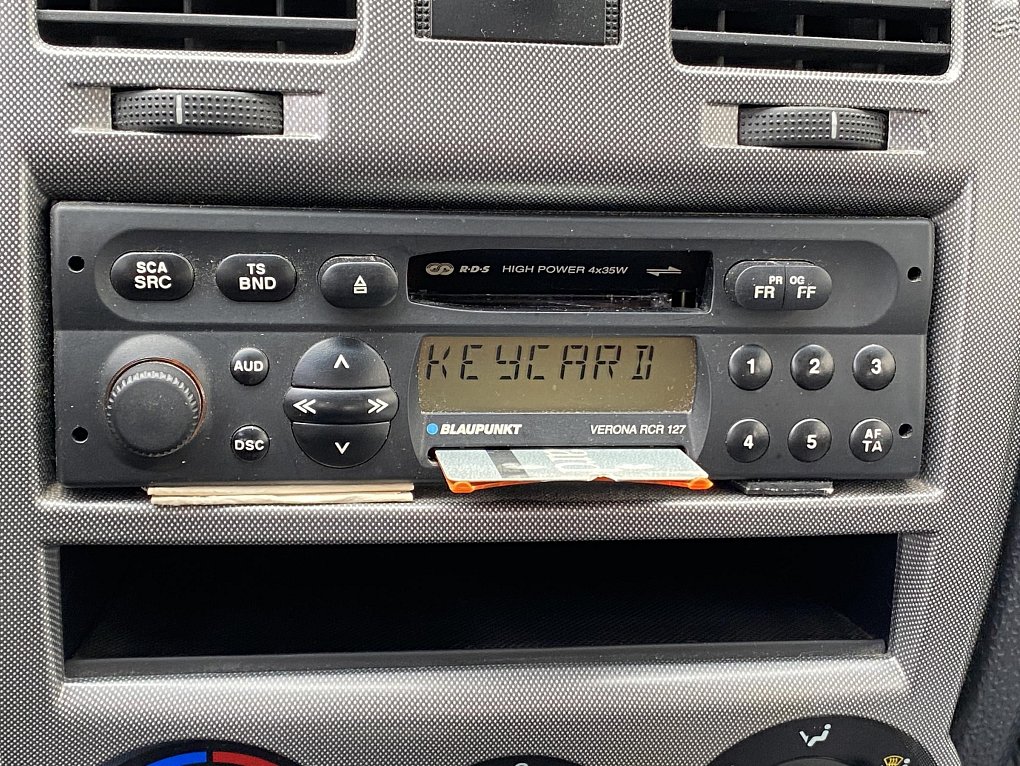 SCA
SRC
TS
BND
R·D·S HIGH POWER 4x35W
PR OG
FR FF
AUD
DSC
KEYCARD
BLAUPUNKT VERONA RCR 127
1 2 3
4 5
AF
TA